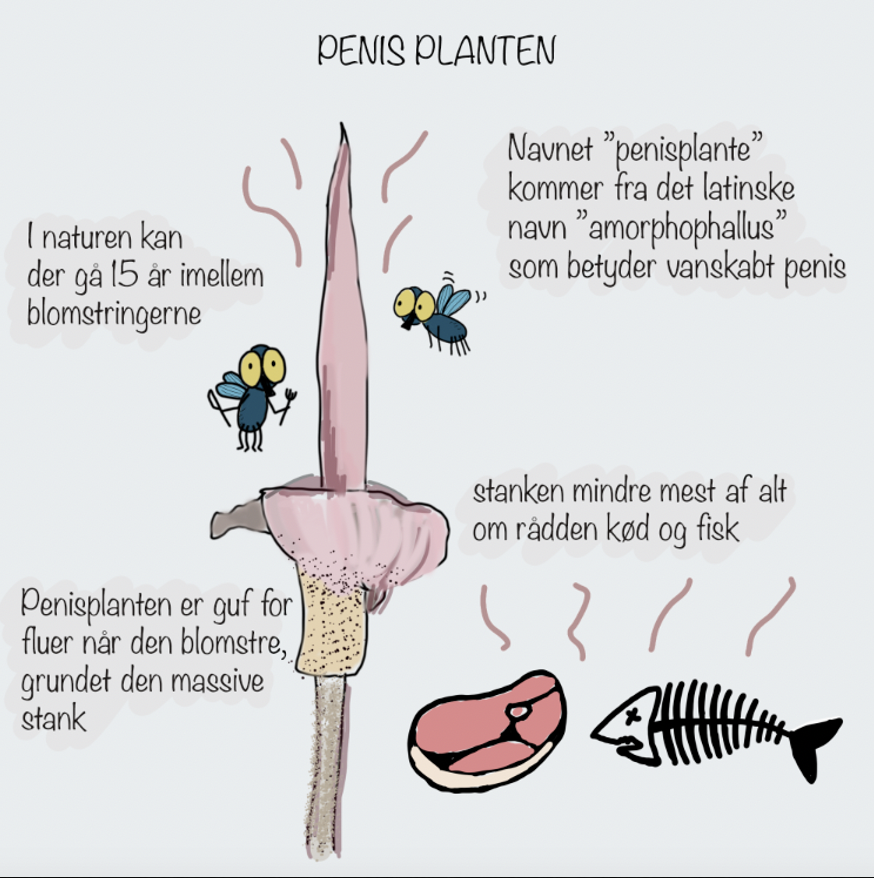 PENIS PLANTEN
Navnet "penisplante"
kommer fra det latinske
navn "amorphophallus"
som betyder vanskabt penis
I naturen kan
der gå 15 år imellem
blomstringerne
stanken mindre mest af alt
om rådden kød og fisk
Penisplanten er guf for
fluer når den blomstre,
grundet den massive
stank